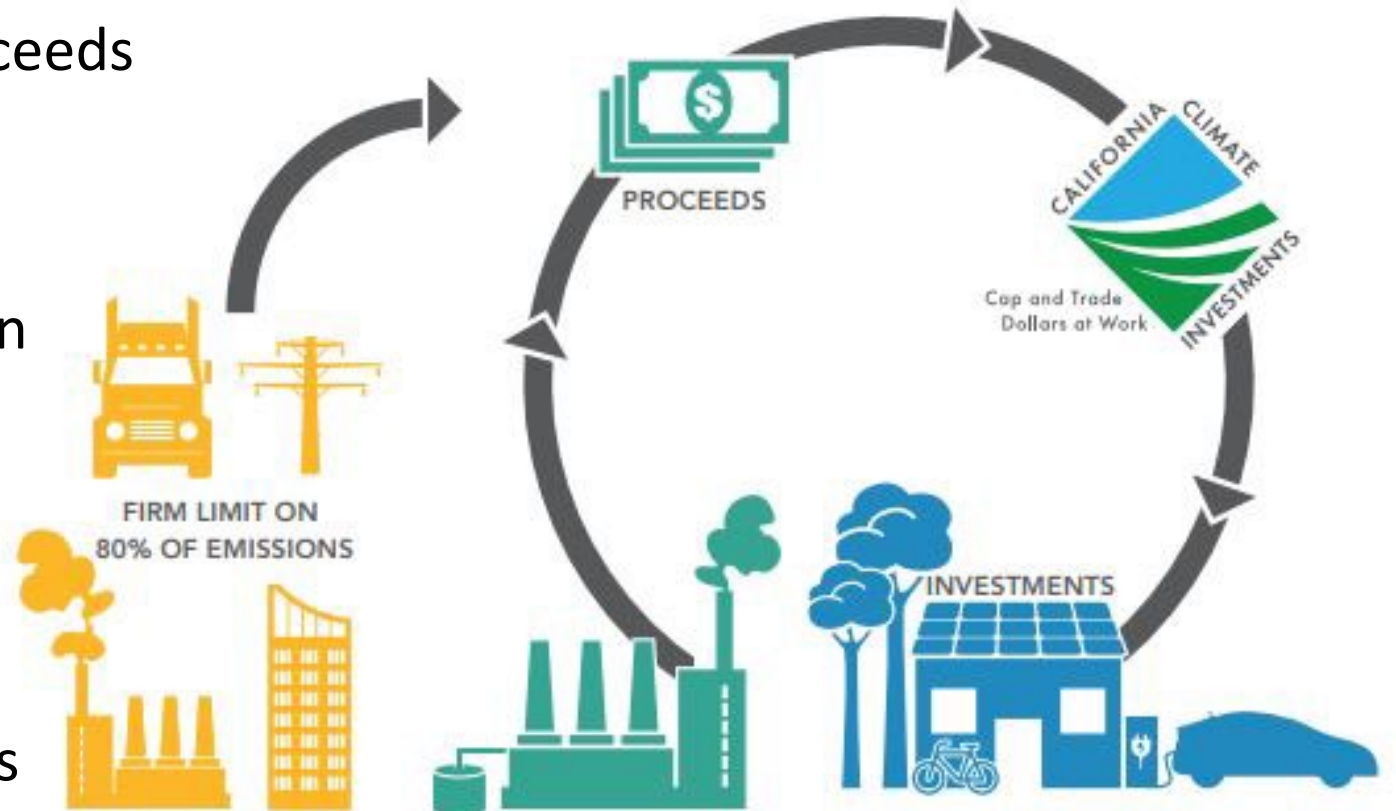 ceeds
PROCEEDS
CALIFORNIA
CLIMATE
INVESTMENTS
Cap and Trade
Dollars at Work
n
FIRM LIMIT ON
80% OF EMISSIONS
INVESTMENTS
s
$